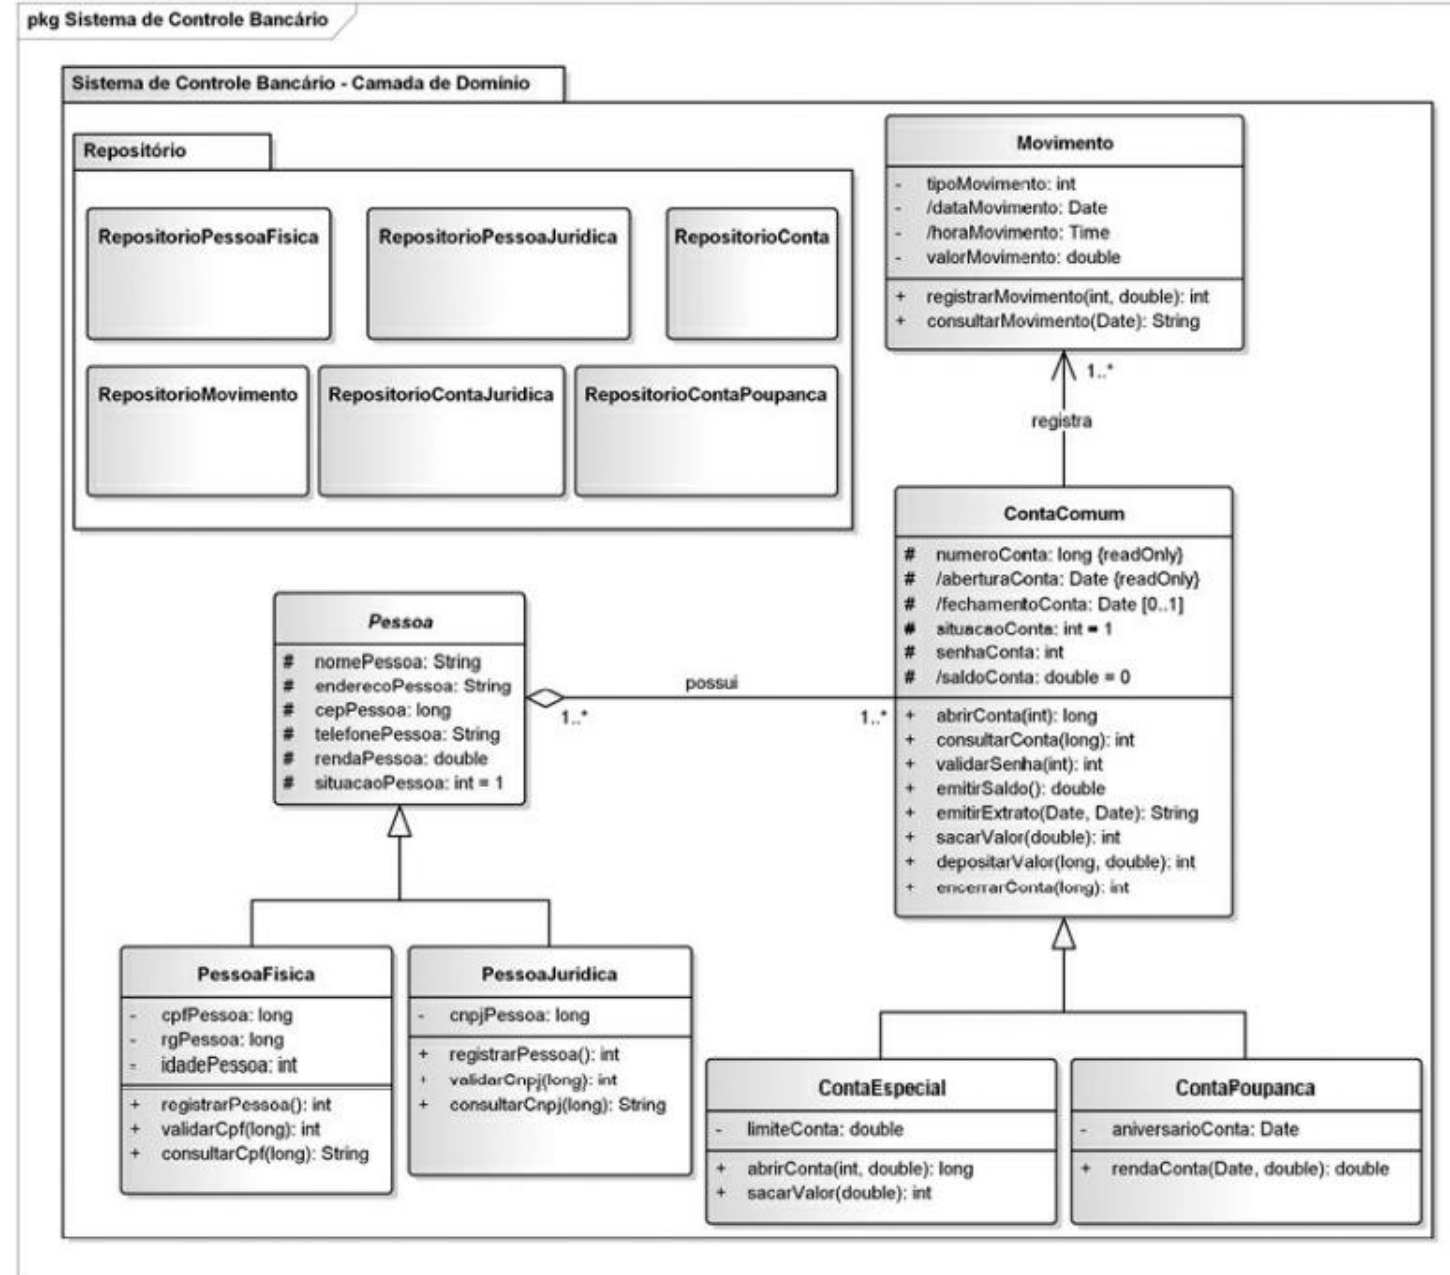 pkg Sistema de Controle Bancário
Sistema de Controle Bancário - Camada de Domínio
Repositório
RepositorioPessoaFisica
RepositorioPessoaJuridica
RepositorioConta
RepositorioMovimento
RepositorioContaJuridica
RepositorioContaPoupanca
Movimento
- tipoMovimento: int
- /dataMovimento: Date
- /horaMovimento: Time
- valorMovimento: double
+ registrarMovimento(int, double): int
+ consultarMovimento(Date): String
1..*
registra
ContaComum
# numeroConta: long {readOnly}
# /aberturaConta: Date {readOnly}
# /fechamentoConta: Date [0..1]
# situacaoConta: int = 1
# senhaConta: int
# /saldoConta: double = 0
+ abrirConta(int): long
+ consultarConta(long): int
+ validarSenha(int): int
+ emitirSaldo(): double
+ emitirExtrato(Date, Date): String
+ sacarValor(double): int
+ depositarValor(long, double): int
+ encerrarConta(long): int
Pessoa
# nomePessoa: String
# enderecoPessoa: String
# cepPessoa: long
# telefonePessoa: String
# rendaPessoa: double
# situacaoPessoa: int = 1
possui
1..*
1..*
PessoaFisica
- cpfPessoa: long
- rgPessoa: long
- idadePessoa: int
+ registrarPessoa(): int
+ validarCpf(long): int
+ consultarCpf(long): String
PessoaJuridica
- cnpjPessoa: long
+ registrarPessoa(): int
+ validarCnpj(long): int
+ consultarCnpj(long): String
ContaEspecial
- limiteConta: double
+ abrirConta(int, double): long
+ sacarValor(double): int
ContaPoupanca
- aniversarioConta: Date
+ rendaConta(Date, double): double